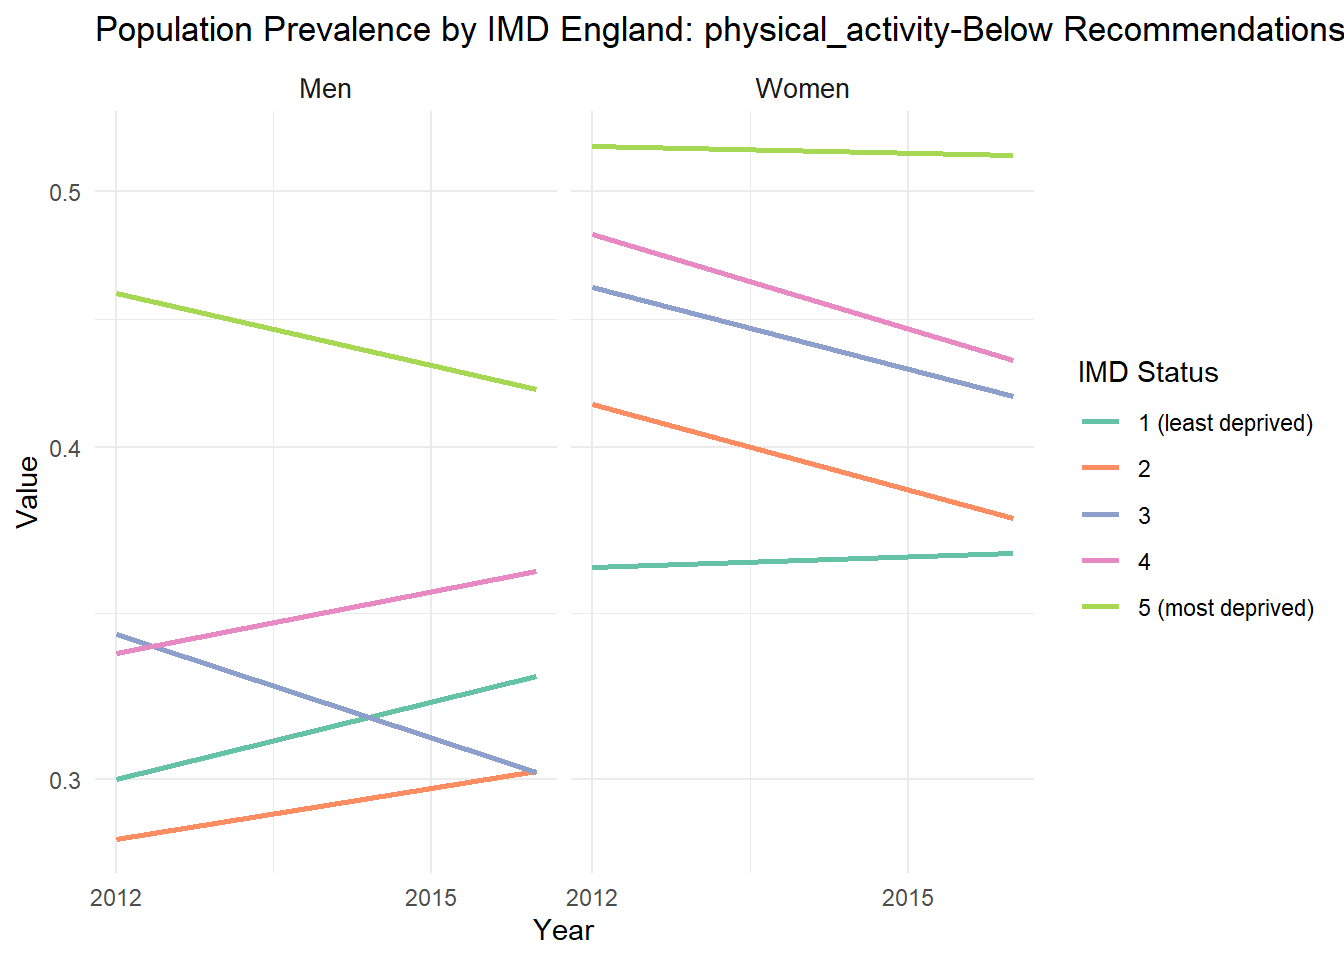 Population Prevalence by IMD England: physical_activity-Below Recommendations
Men
Women
0.5
0.4
0.3
Value
2012
2015
2012
2015
Year
IMD Status
1 (least deprived)
2
3
4
5 (most deprived)